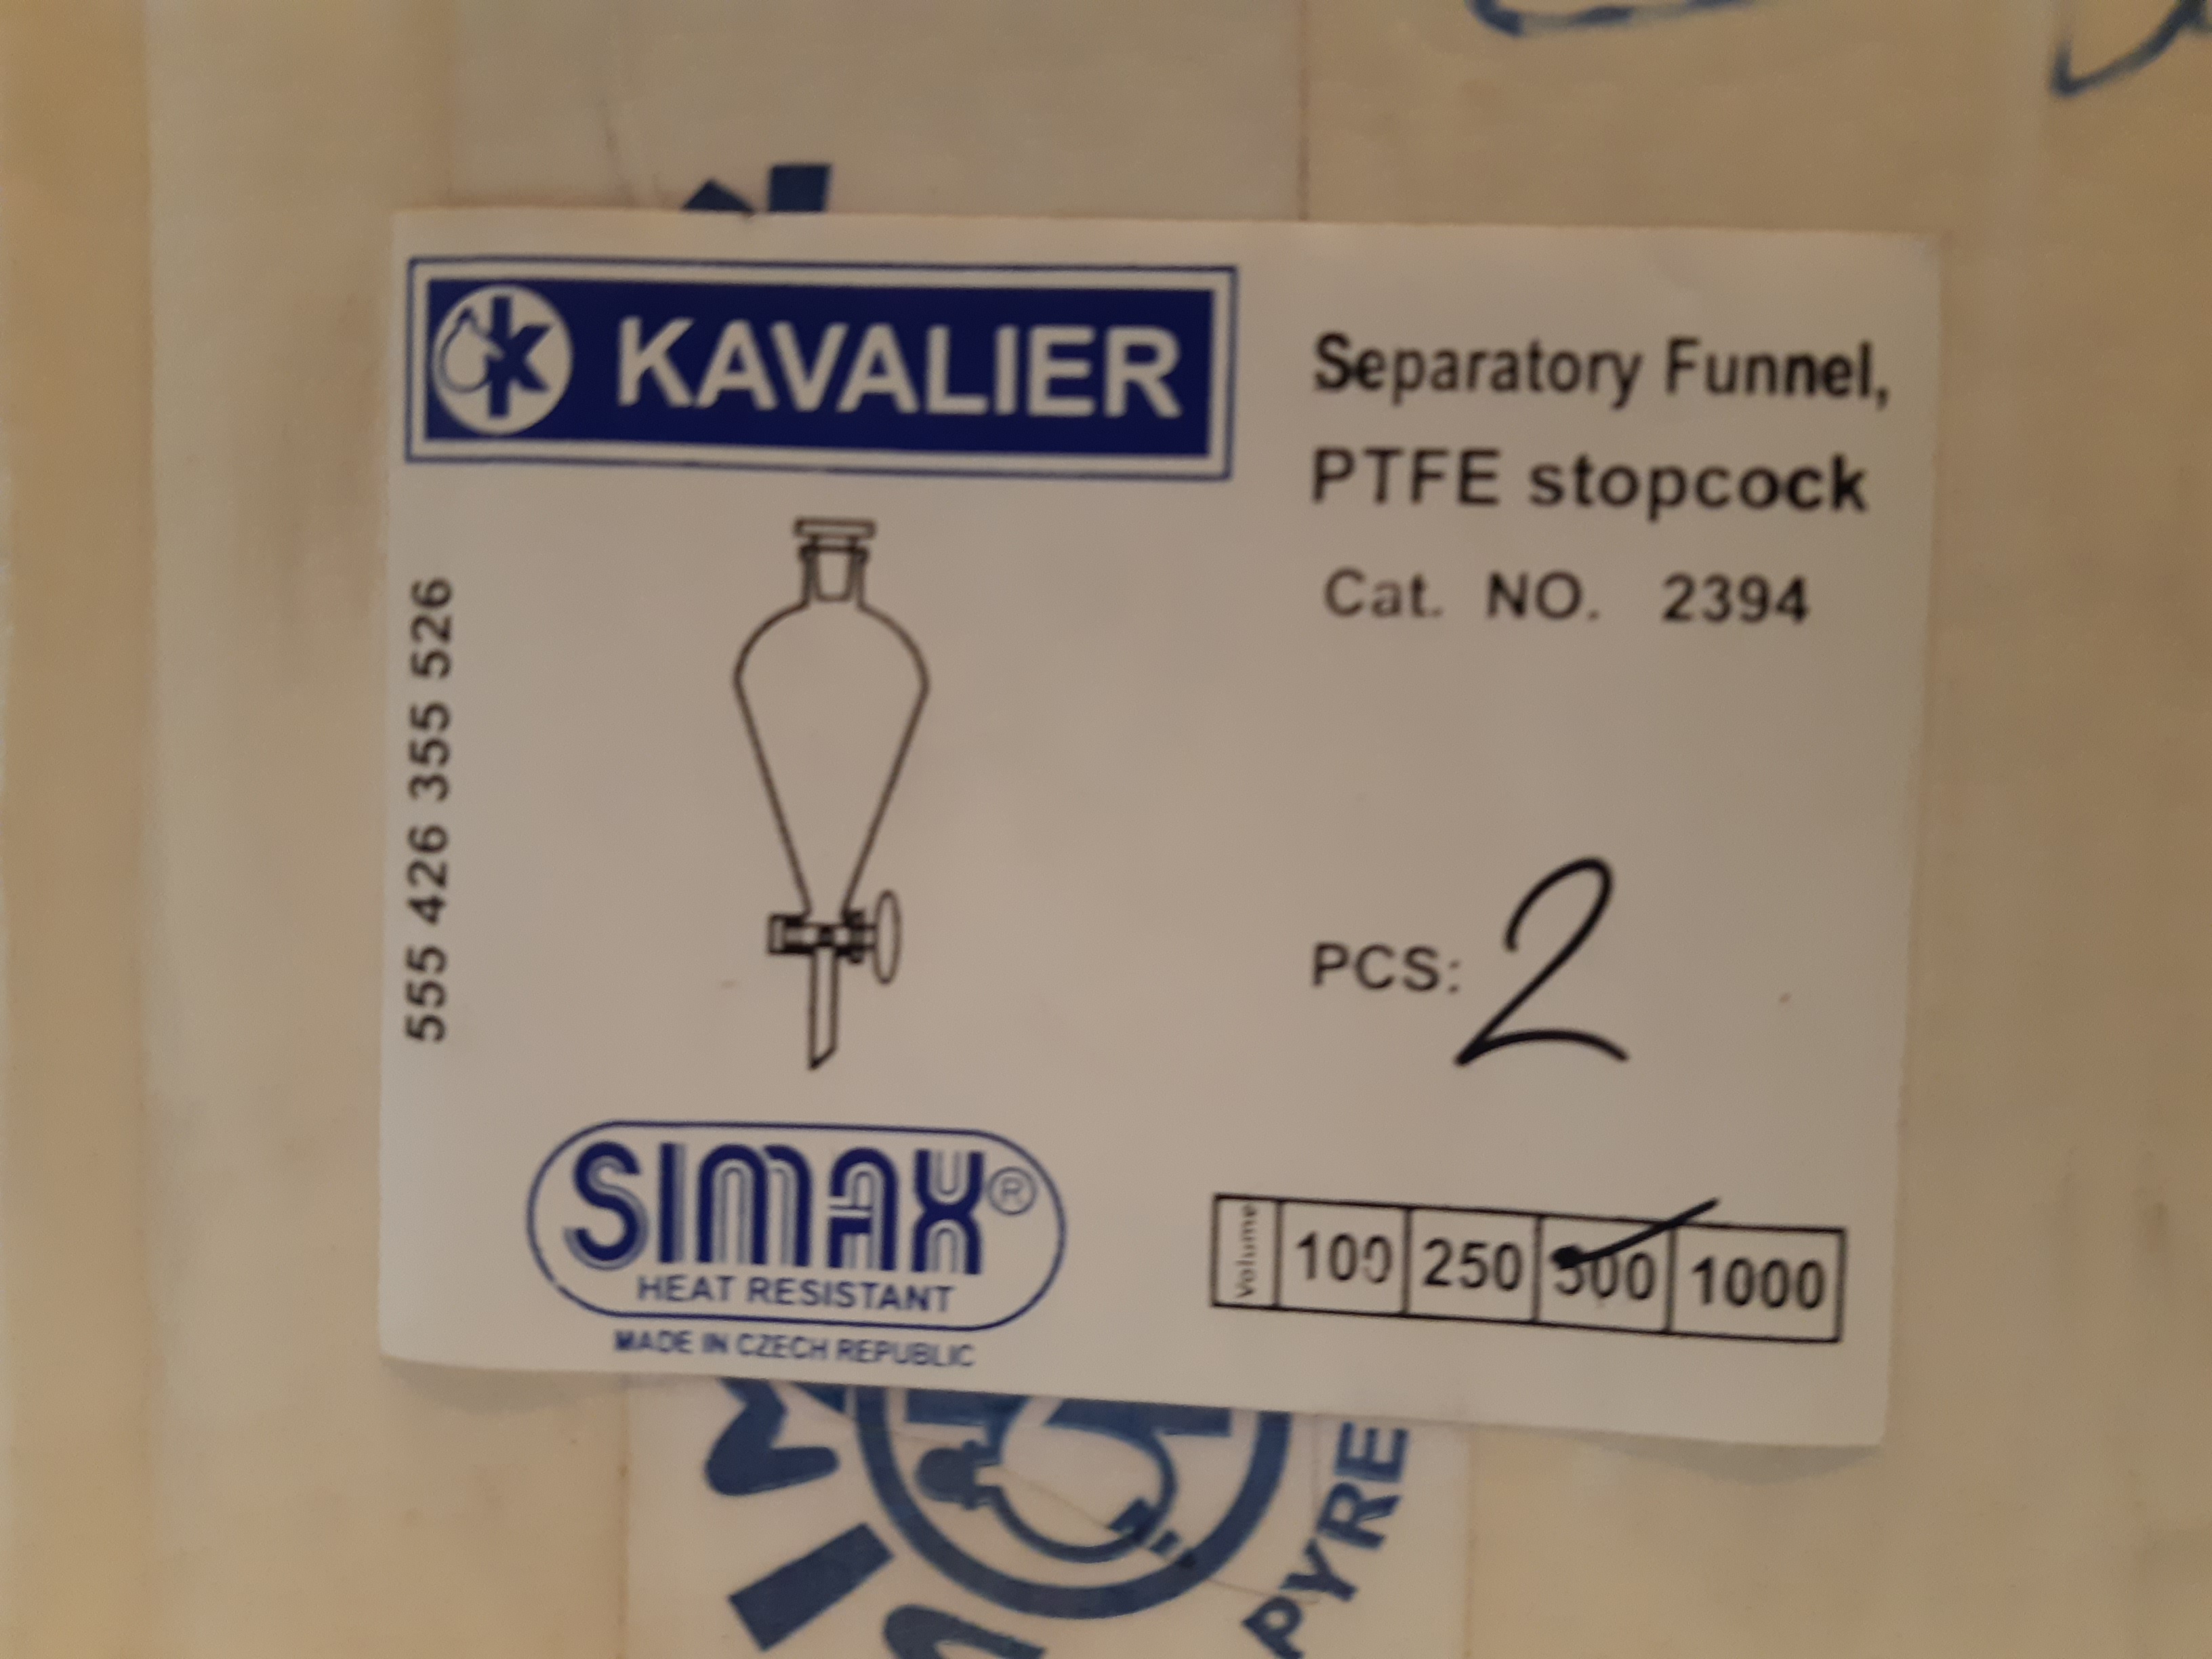 KAVALIER
Separatory Funnel,
PTFE stopcock
Cat. NO. 2394
555 426 355 526
PCS: 2
SIMAX®
HEAT RESISTANT
MADE IN CZECH REPUBLIC
Volume 100 250 500 1000
PYRE